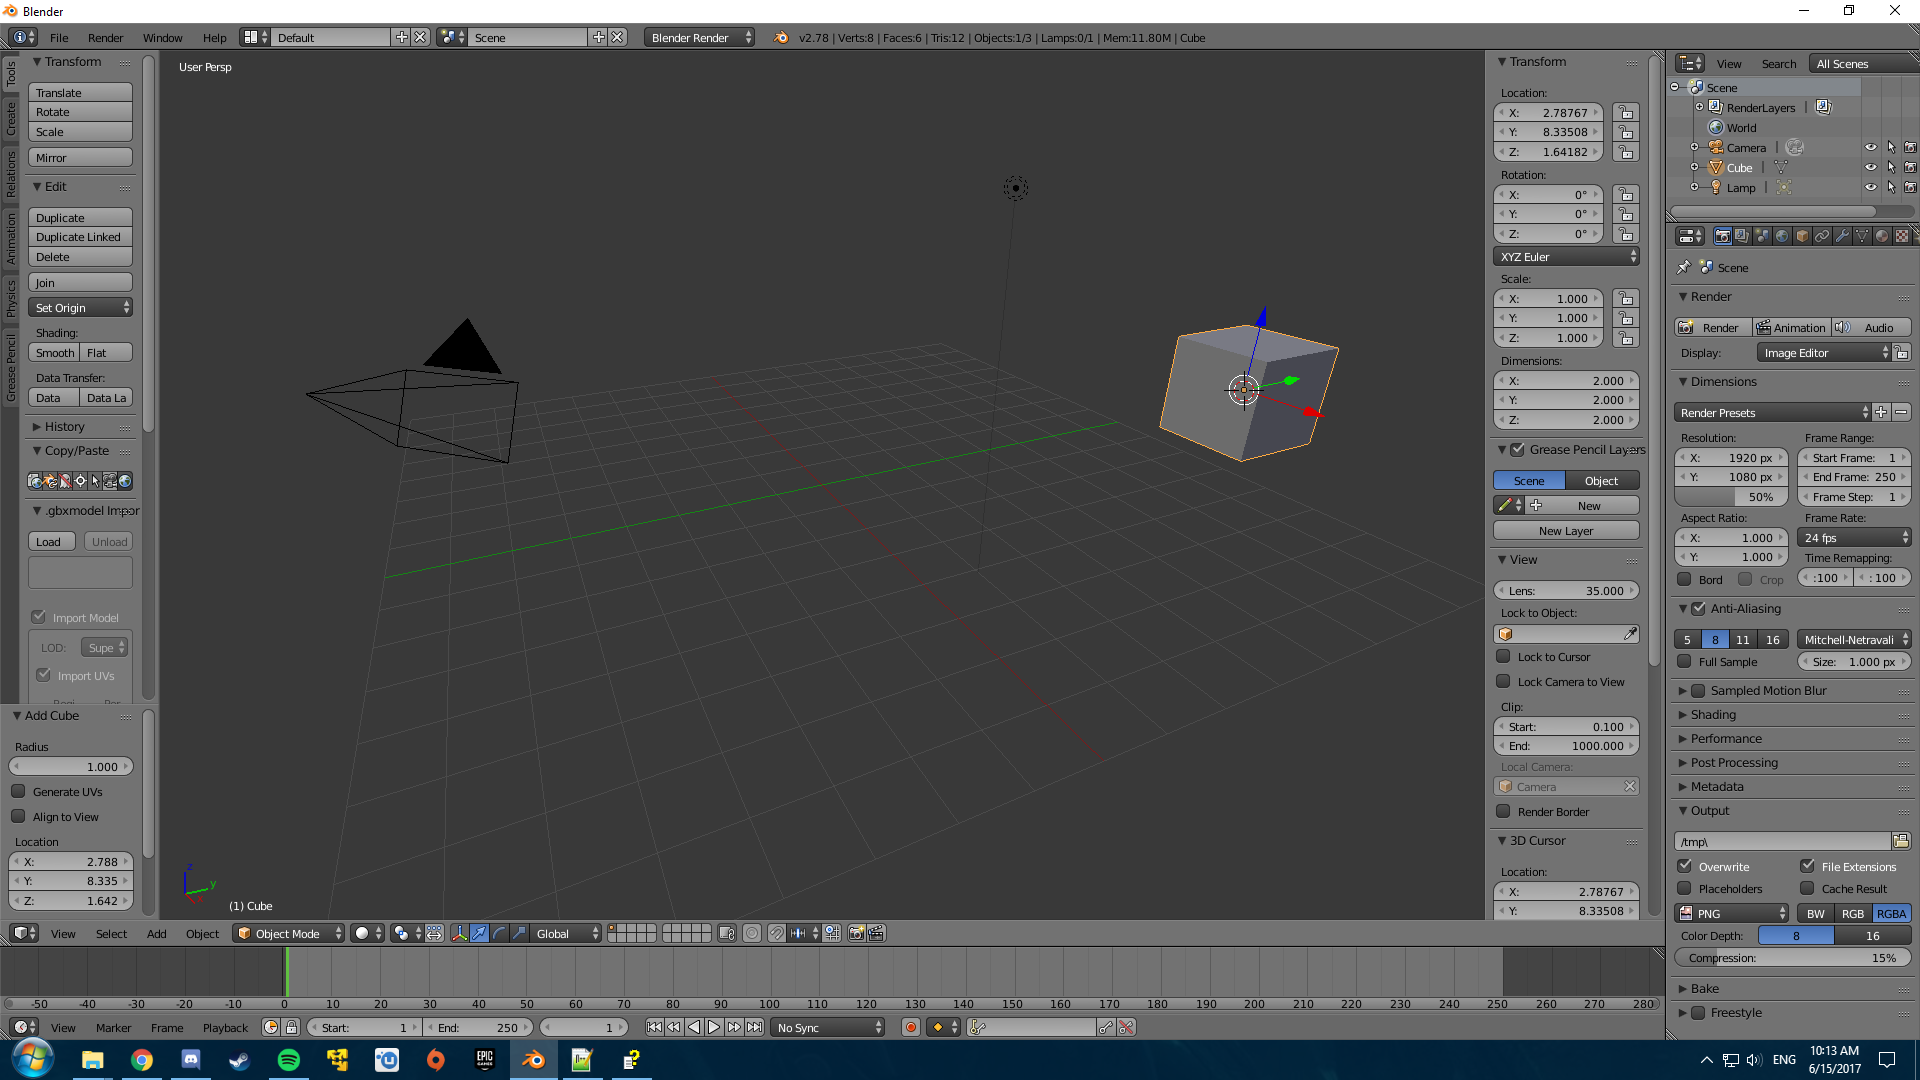 Blender
File Render Window Help Default Scene Blender Render v2.78 | Verts:8 | Faces:6 | Tris:12 | Objects:1/3 | Lamps:0/1 | Mem:11.80M | Cube
Tools
Create
Relations
Animation
Physics
Grease Pencil
Transform
Translate
Rotate
Scale
Mirror
Edit
Duplicate
Duplicate Linked
Delete
Join
Set Origin
Shading:
Smooth Flat
Data Transfer:
Data Data La
History
Copy/Paste
.gbxmodel Impor
Load Unload
Import Model
LOD: Supe
Import UVs
Add Cube
Radius
1.000
Generate UVs
Align to View
Location
X: 2.788
Y: 8.335
Z: 1.642
User Persp
z
y
x
(1) Cube
Transform
Location:
X: 2.78767
Y: 8.33508
Z: 1.64182
Rotation:
X: 0°
Y: 0°
Z: 0°
XYZ Euler
Scale:
X: 1.000
Y: 1.000
Z: 1.000
Dimensions:
X: 2.000
Y: 2.000
Z: 2.000
Grease Pencil Layers
Scene Object
New
New Layer
View
Lens: 35.000
Lock to Object:
Lock to Cursor
Lock Camera to View
Clip:
Start: 0.100
End: 1000.000
Local Camera:
Camera
Render Border
3D Cursor
Location:
X: 2.78767
Y: 8.33508
View Search All Scenes
Scene
RenderLayers |
World
Camera |
Cube |
Lamp |
Scene
Render
Render Animation Audio
Display: Image Editor
Dimensions
Render Presets
Resolution: Frame Range:
X: 1920 px Start Frame: 1
Y: 1080 px End Frame: 250
50% Frame Step: 1
Aspect Ratio: Frame Rate:
X: 1.000 24 fps
Y: 1.000 Time Remapping:
Bord Crop :100 : 100
Anti-Aliasing
5 8 11 16 Mitchell-Netravali
Full Sample Size: 1.000 px
Sampled Motion Blur
Shading
Performance
Post Processing
Metadata
Output
/tmp\
Overwrite File Extensions
Placeholders Cache Result
PNG BW RGB RGBA
Color Depth: 8 16
Compression: 15%
Bake
Freestyle
View Select Add Object Object Mode Global
-50 -40 -30 -20 -10 0 10 20 30 40 50 60 70 80 90 100 110 120 130 140 150 160 170 180 190 200 210 220 230 240 250 260 270 280
View Marker Frame Playback Start: 1 End: 250 1 No Sync
EPIC GAMES
ENG
10:13 AM
6/15/2017